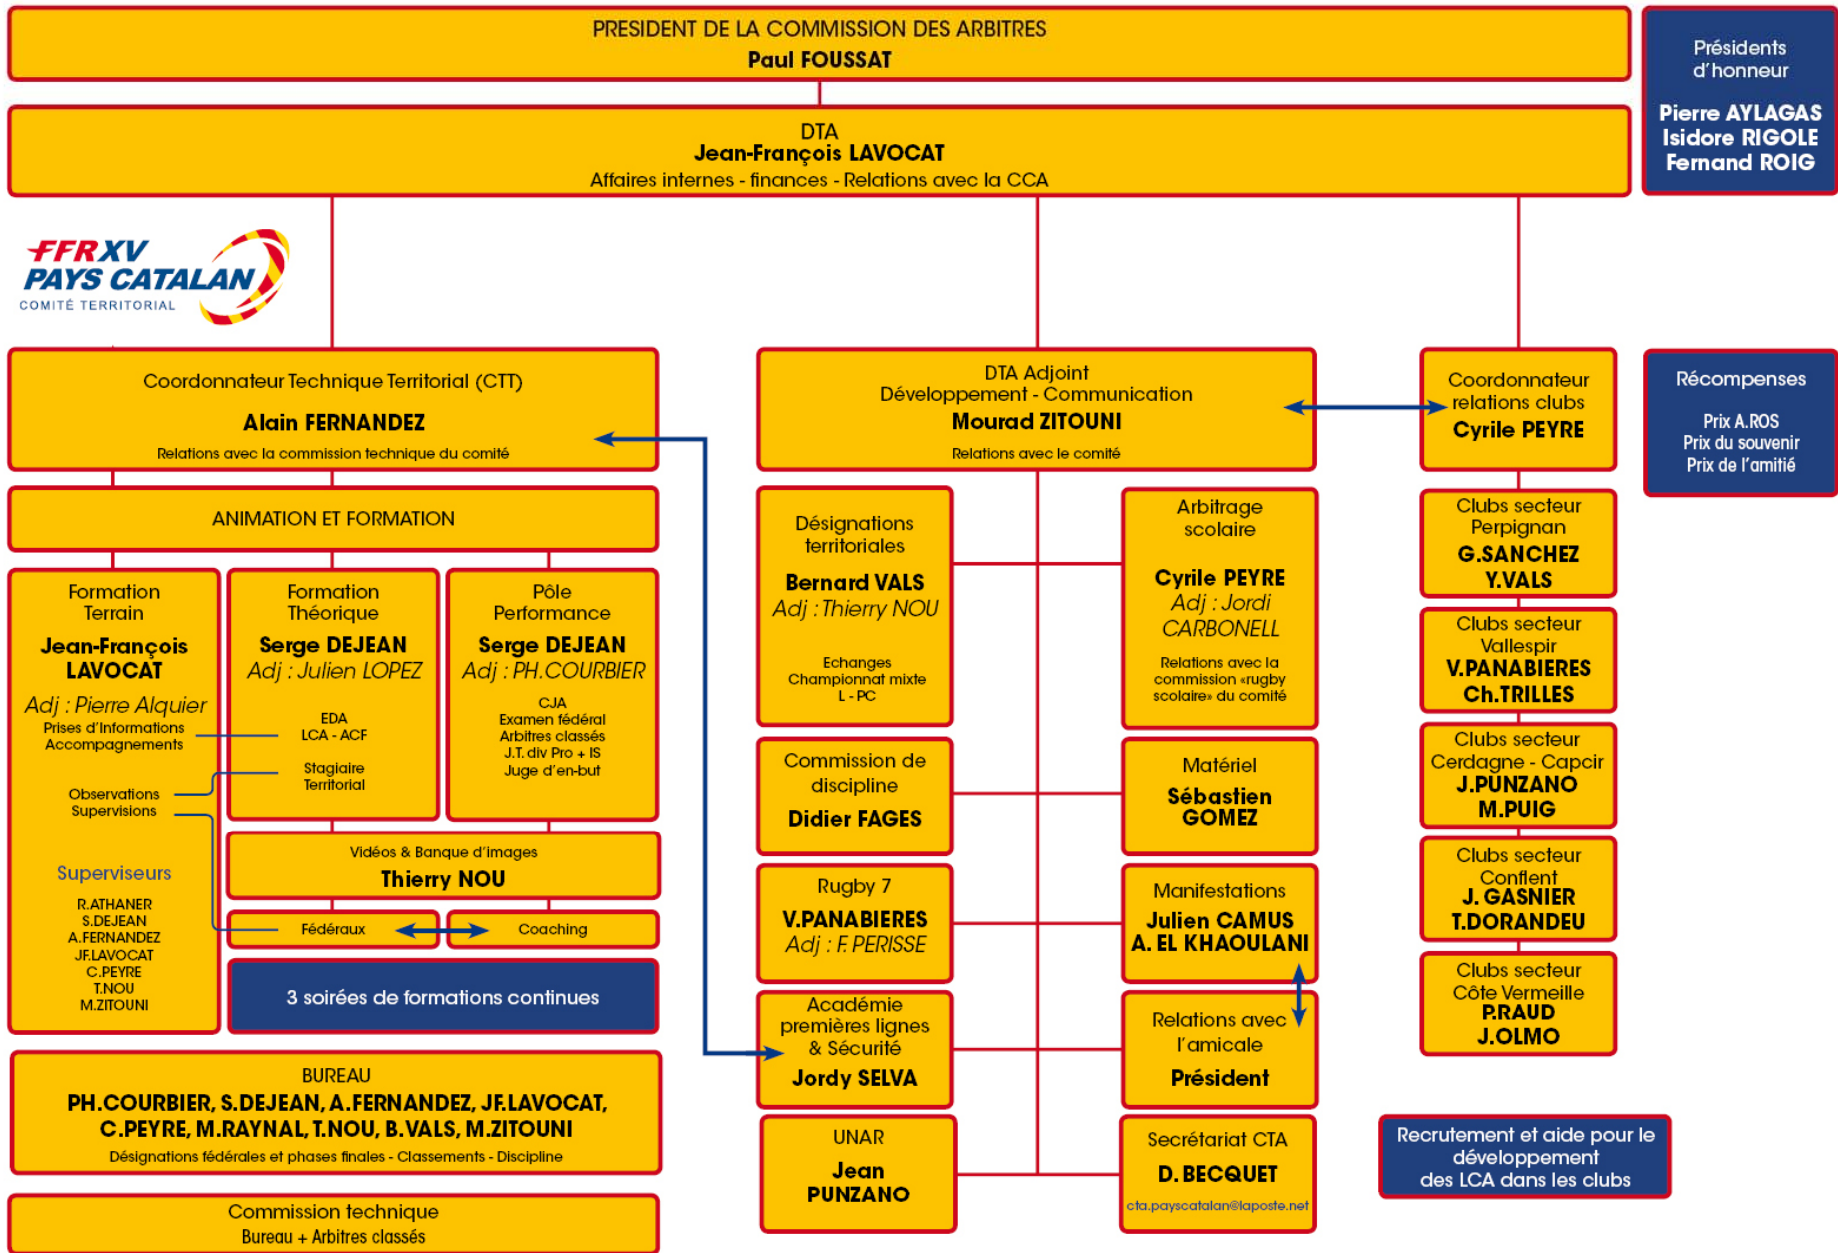 PRESIDENT DE LA COMMISSION DES ARBITRES
Paul FOUSSAT
Présidents
d'honneur
Pierre AYLAGAS
Isidore RIGOLE
Fernand ROIG
DTA
Jean-François LAVOCAT
Affaires internes - finances - Relations avec la CCA
FFRXV
PAYS CATALAN
COMITÉ TERRITORIAL
Coordonnateur Technique Territorial (CTT)
Alain FERNANDEZ
Relations avec la commission technique du comité
DTA Adjoint
Développement - Communication
Mourad ZITOUNI
Relations avec le comité
Coordonnateur
relations clubs
Cyrile PEYRE
Récompenses
Prix A.ROS
Prix du souvenir
Prix de l'amitié
ANIMATION ET FORMATION
Formation
Terrain
Jean-François
LAVOCAT
Adj : Pierre Alquier
Prises d'Informations
Accompagnements
Observations
Supervisions
Superviseurs
R.ATHANER
S.DEJEAN
A.FERNANDEZ
JF.LAVOCAT
C.PEYRE
T.NOU
M.ZITOUNI
Formation
Théorique
Serge DEJEAN
Adj : Julien LOPEZ
EDA
LCA - ACF
Stagiaire
Territorial
Pôle
Performance
Serge DEJEAN
Adj : PH.COURBIER
CJA
Examen fédéral
Arbitres classés
J.T. div Pro + IS
Juge d'en-but
Vidéos & Banque d'images
Thierry NOU
Fédéraux
Coaching
3 soirées de formations continues
BUREAU
PH.COURBIER, S.DEJEAN, A.FERNANDEZ, JF.LAVOCAT,
C.PEYRE, M.RAYNAL, T.NOU, B.VALS, M.ZITOUNI
Désignations fédérales et phases finales - Classements - Discipline
Commission technique
Bureau + Arbitres classés
Désignations
territoriales
Bernard VALS
Adj : Thierry NOU
Echanges
Championnat mixte
L - PC
Arbitrage
scolaire
Cyrile PEYRE
Adj : Jordi
CARBONELL
Relations avec la
commission «rugby
scolaire» du comité
Commission de
discipline
Didier FAGES
Matériel
Sébastien
GOMEZ
Rugby 7
V.PANABIERES
Adj : F. PERISSE
Manifestations
Julien CAMUS
A. EL KHAOULANI
Académie
premières lignes
& Sécurité
Jordy SELVA
Relations avec
l'amicale
Président
UNAR
Jean
PUNZANO
Secrétariat CTA
D. BECQUET
cta.payscatalan@laposte.net
Clubs secteur
Perpignan
G.SANCHEZ
Y.VALS
Clubs secteur
Vallespir
V.PANABIERES
Ch.TRILLES
Clubs secteur
Cerdagne - Capcir
J.PUNZANO
M.PUIG
Clubs secteur
Conflent
J. GASNIER
T.DORANDEU
Clubs secteur
Côte Vermeille
P.RAUD
J.OLMO
Recrutement et aide pour le
développement
des LCA dans les clubs